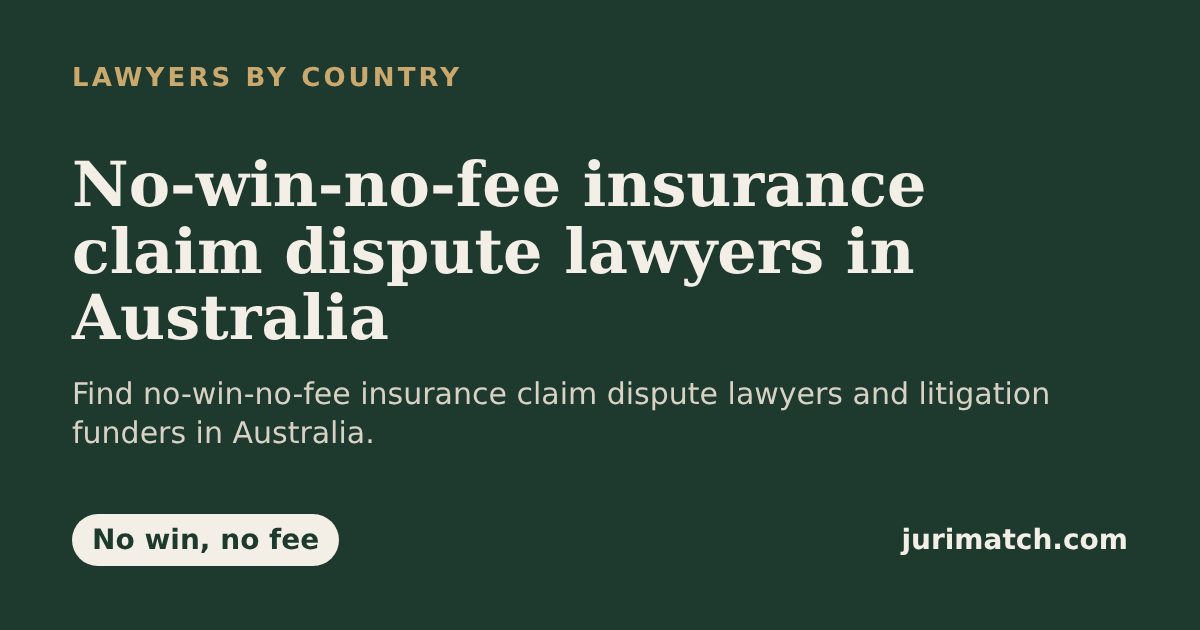 LAWYERS BY COUNTRY
No-win-no-fee insurance
claim dispute lawyers in
Australia
Find no-win-no-fee insurance claim dispute lawyers and litigation
funders in Australia.
No win, no fee
jurimatch.com